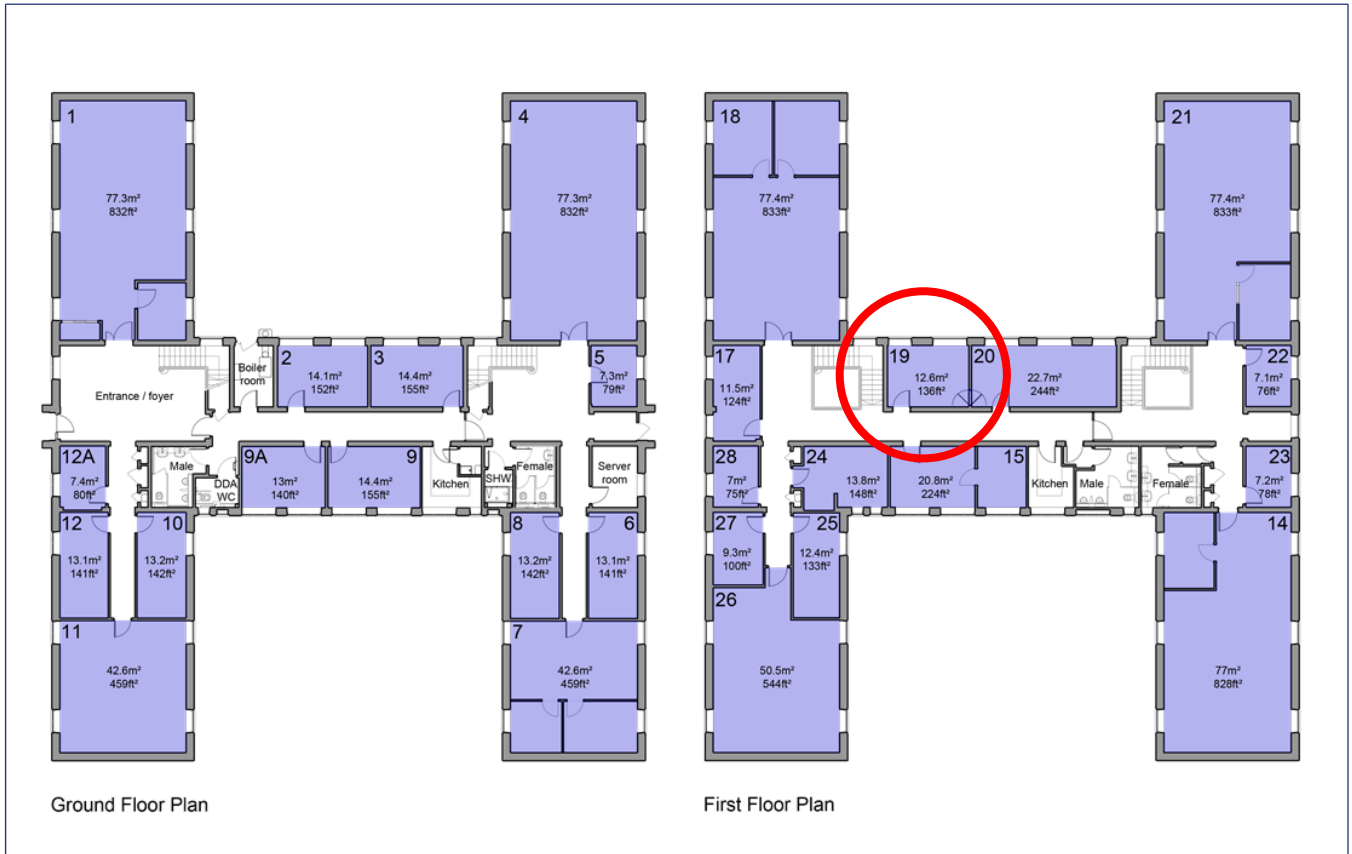 1
77.3m²
832ft²
4
77.3m²
832ft²
2
14.1m²
152ft²
3
14.4m²
155ft²
5
7.3m²
79ft²
Boiler
room
Entrance / foyer
12A
7.4m²
80ft²
Male
DDA
WC
9A
13m²
140ft²
9
14.4m²
155ft²
Kitchen
SHW
Female
Server
room
12
13.1m²
141ft²
10
13.2m²
142ft²
8
13.2m²
142ft²
6
13.1m²
141ft²
11
42.6m²
459ft²
7
42.6m²
459ft²
Ground Floor Plan
18
77.4m²
833ft²
21
77.4m²
833ft²
17
11.5m²
124ft²
19
12.6m²
136ft²
20
22.7m²
244ft²
22
7.1m²
76ft²
28
7m²
75ft²
24
13.8m²
148ft²
15
20.8m²
224ft²
Kitchen
Male
Female
23
7.2m²
78ft²
27
9.3m²
100ft²
25
12.4m²
133ft²
14
77m²
828ft²
26
50.5m²
544ft²
First Floor Plan